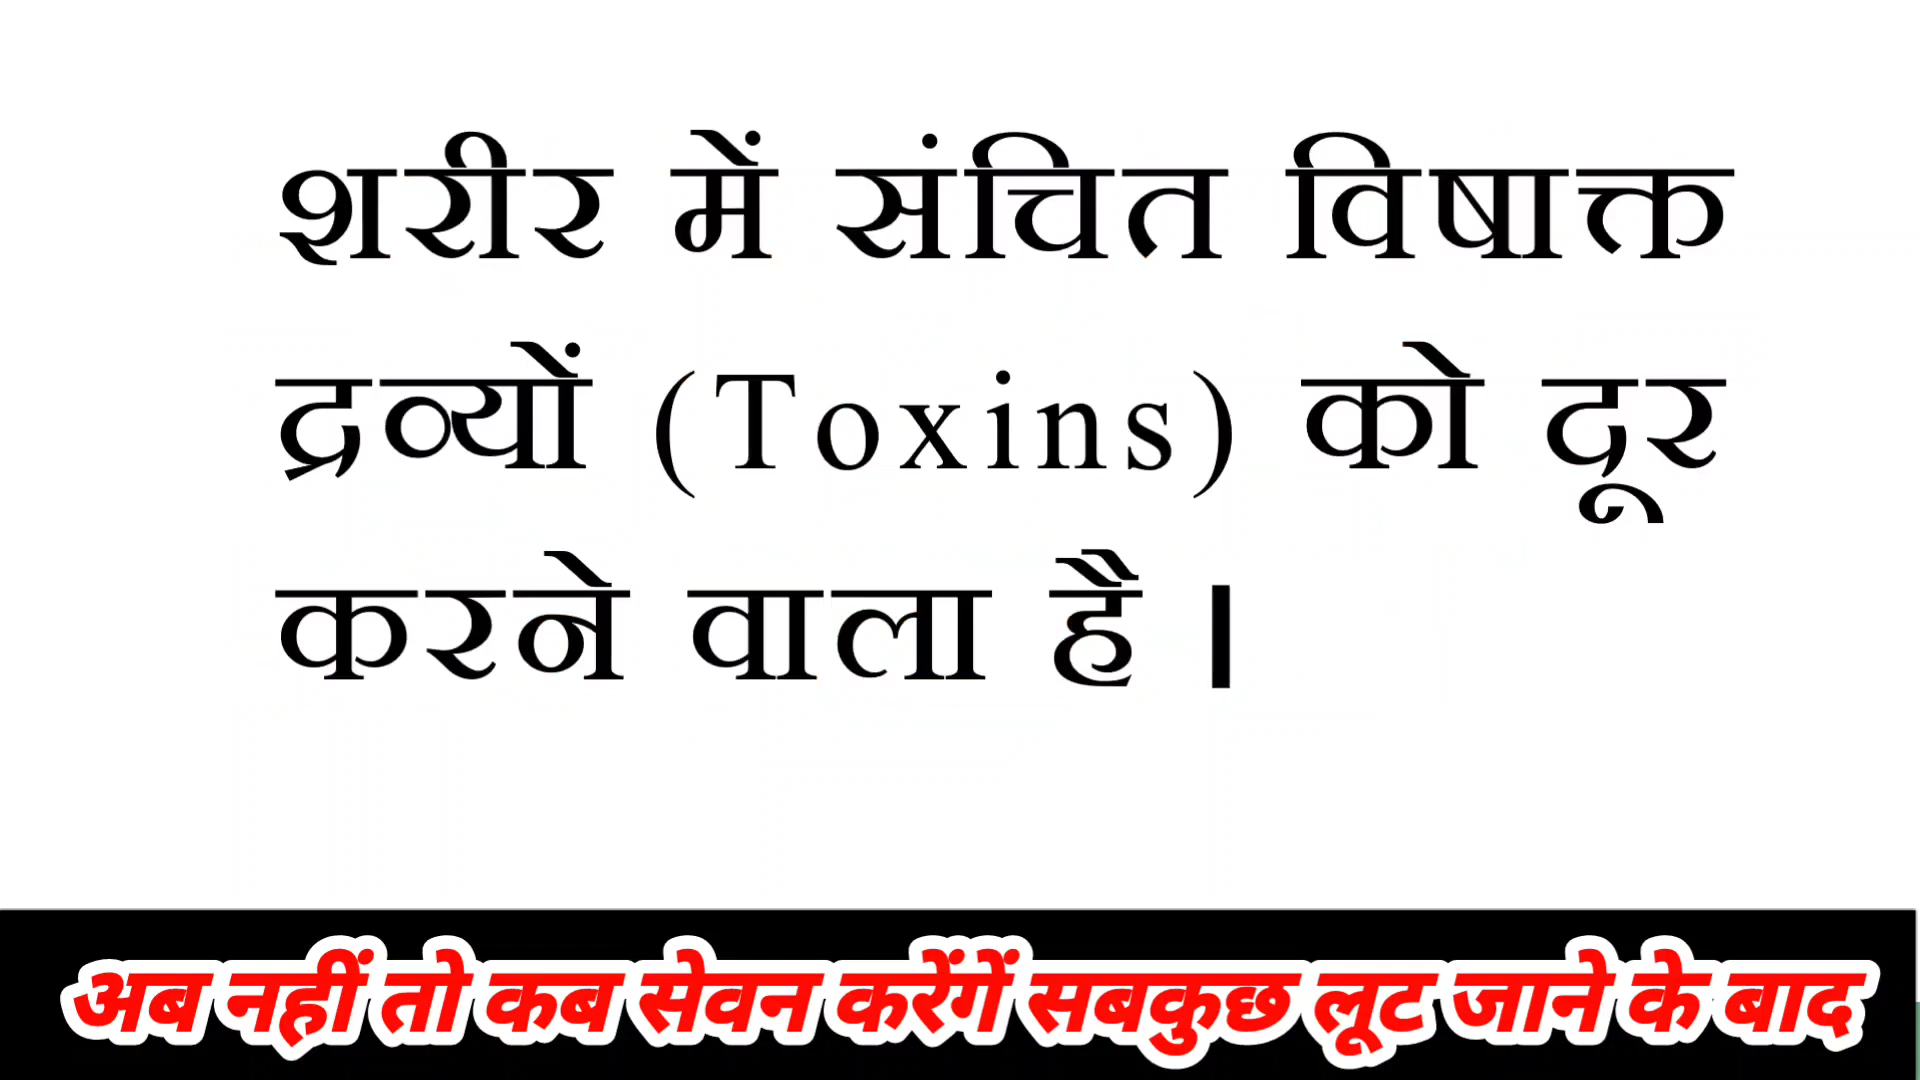 शरीर में संचित विषाक्त
द्रव्यों (Toxins) को दूर
करने वाला है ।
अब नहीं तो कब सेवन करेंगें सबकुछ लूट जाने के बाद